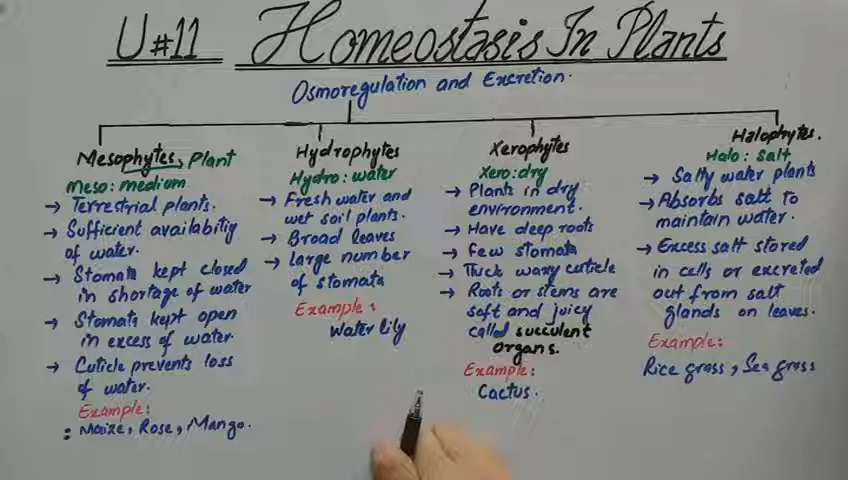 U#11 Homeostasis In Plants
Osmoregulation and Excretion.
Mesophytes, Plant
Meso: medium
→ Terrestrial plants.
→ Sufficient availability
of water.
→ Stomata kept closed
in shortage of water
→ Stomata kept open
in excess of water.
→ Cuticle prevents loss
of water.
Example:
: Maize, Rose, Mango.
Hydrophytes
Hydro: water
→ Fresh water and
wet soil plants.
→ Broad leaves
→ Large number
of stomata
Example:
Water lily
Xerophytes
Xero: dry
→ Plants in dry
environment.
→ Have deep roots
→ Few stomata
→ Thick waxy cuticle
→ Roots or stems are
soft and juicy
called succulent
organs.
Example:
Cactus.
Halophytes.
Halo: salt
→ Salty water plants
→ Absorbs salt to
maintain water.
→ Excess salt stored
in cells or excreted
out from salt
glands on leaves.
Example:
Rice grass, Sea grass